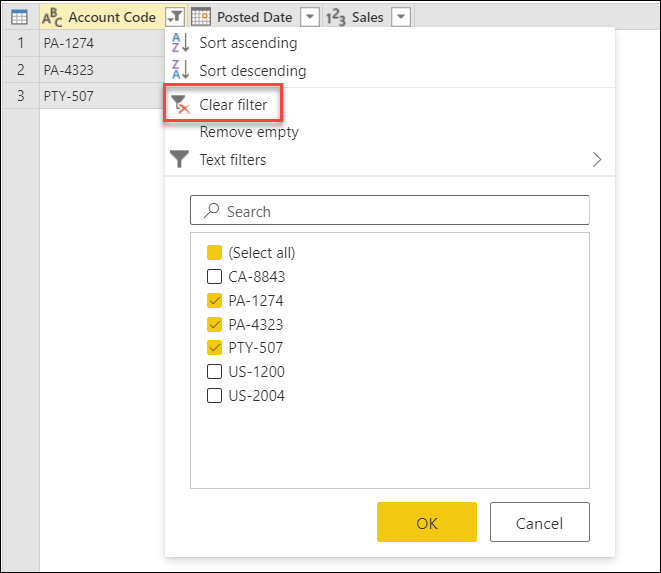 ABC Account Code Posted Date 123 Sales
1 PA-1274
2 PA-4323
3 PTY-507
AZ Sort ascending
ZA Sort descending
Clear filter
Remove empty
Text filters
Search
(Select all)
CA-8843
PA-1274
PA-4323
PTY-507
US-1200
US-2004
OK Cancel